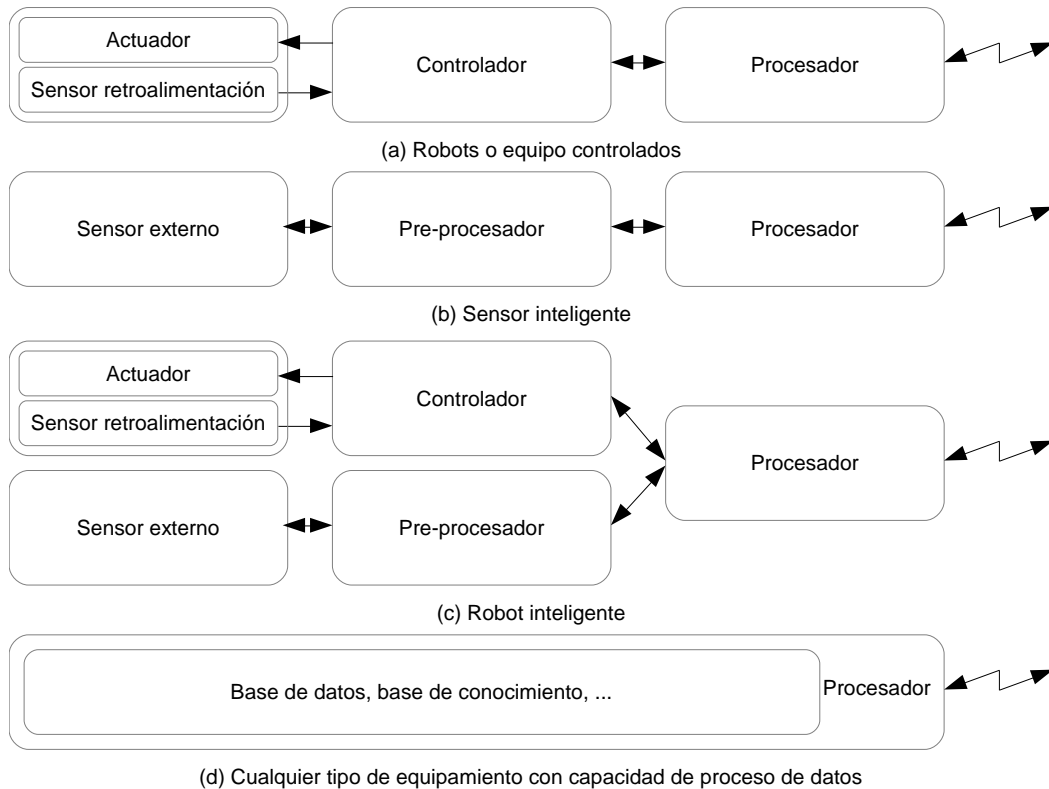 Actuador
Sensor retroalimentación
Controlador
Procesador
(a) Robots o equipo controlados
Sensor externo
Pre-procesador
Procesador
(b) Sensor inteligente
Actuador
Sensor retroalimentación
Controlador
Procesador
Sensor externo
Pre-procesador
(c) Robot inteligente
Base de datos, base de conocimiento, ...
Procesador
(d) Cualquier tipo de equipamiento con capacidad de proceso de datos